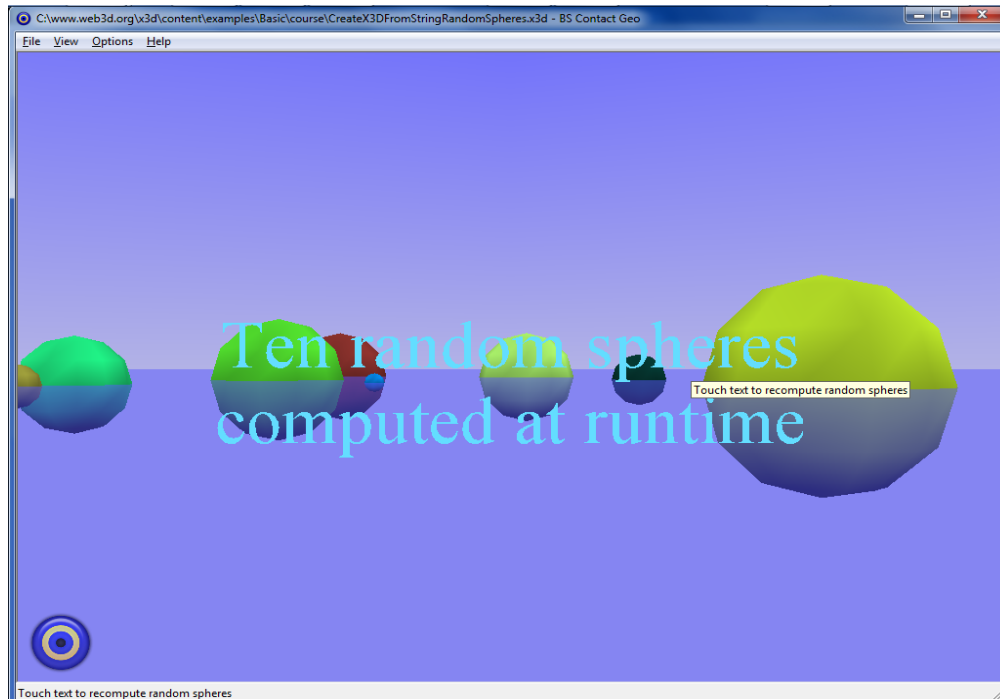 C:\www.web3d.org\x3d\content\examples\Basic\course\CreateX3DFromStringRandomSpheres.x3d - BS Contact Geo
File View Options Help
Ten random spheres
computed at runtime
Touch text to recompute random spheres
Touch text to recompute random spheres